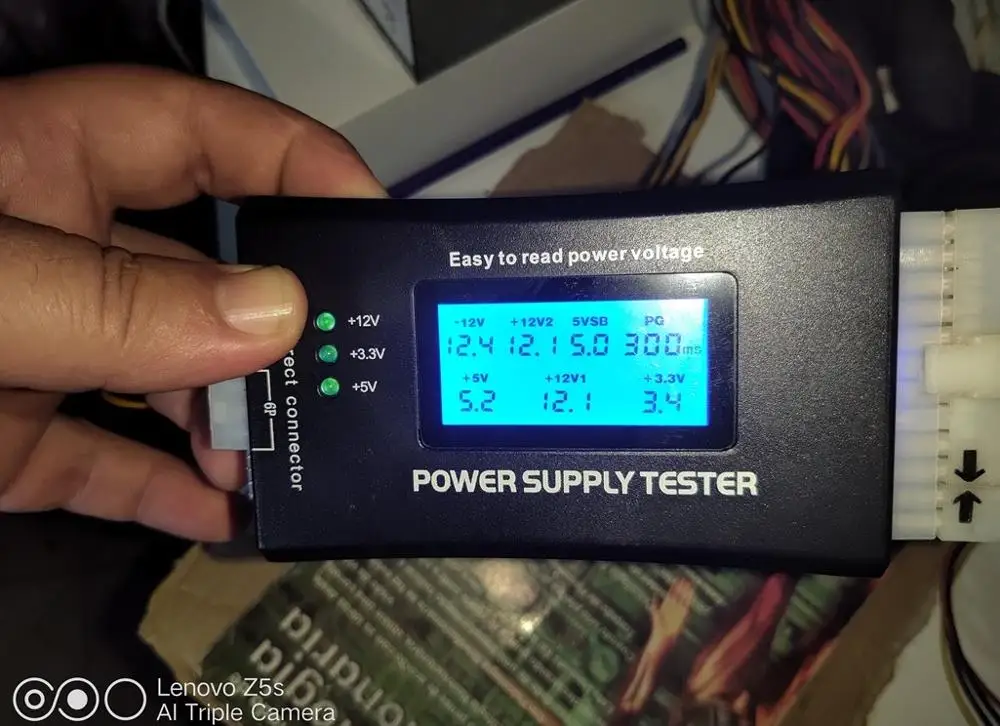 Easy to read power voltage
+12V
+3.3V
+5V
rect connector
6P
-12V +12V2 5VSB PG
12.4 12.1 5.0 300ms
+5V +12V1 +3.3V
5.2 12.1 3.4
POWER SUPPLY TESTER
Lenovo Z5s
AI Triple Camera